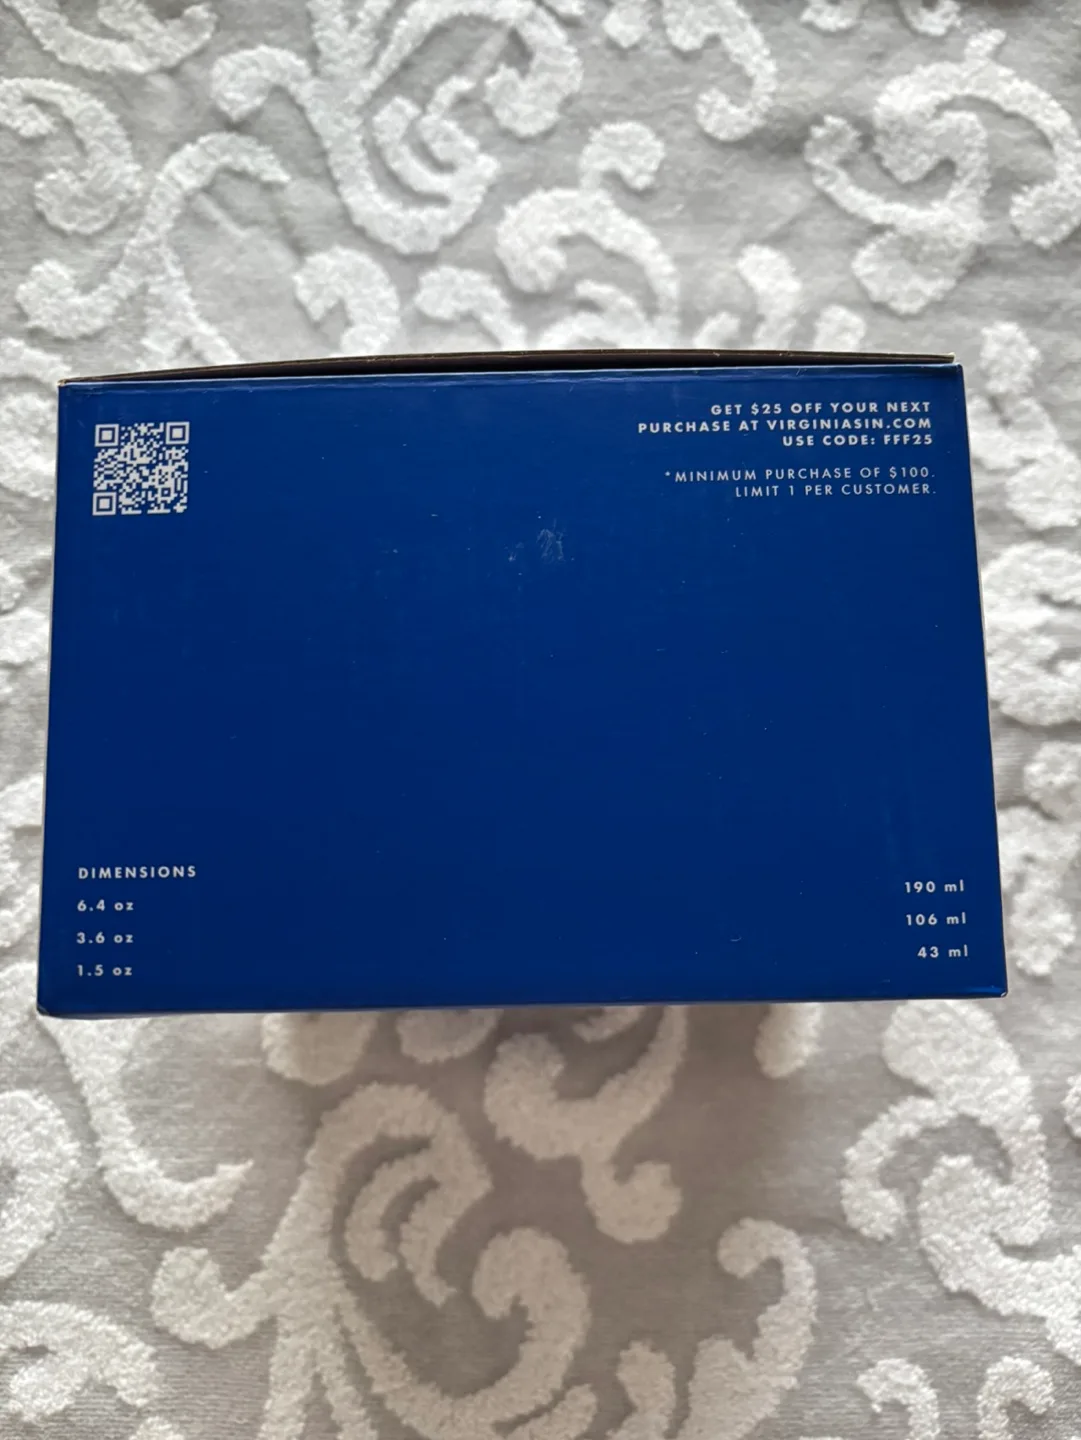 GET $25 OFF YOUR NEXT
PURCHASE AT VIRGINIASIN.COM
USE CODE: FFF25
*MINIMUM PURCHASE OF $100.
LIMIT 1 PER CUSTOMER.
DIMENSIONS
6.4 oz 190 ml
3.6 oz 106 ml
1.5 oz 43 ml